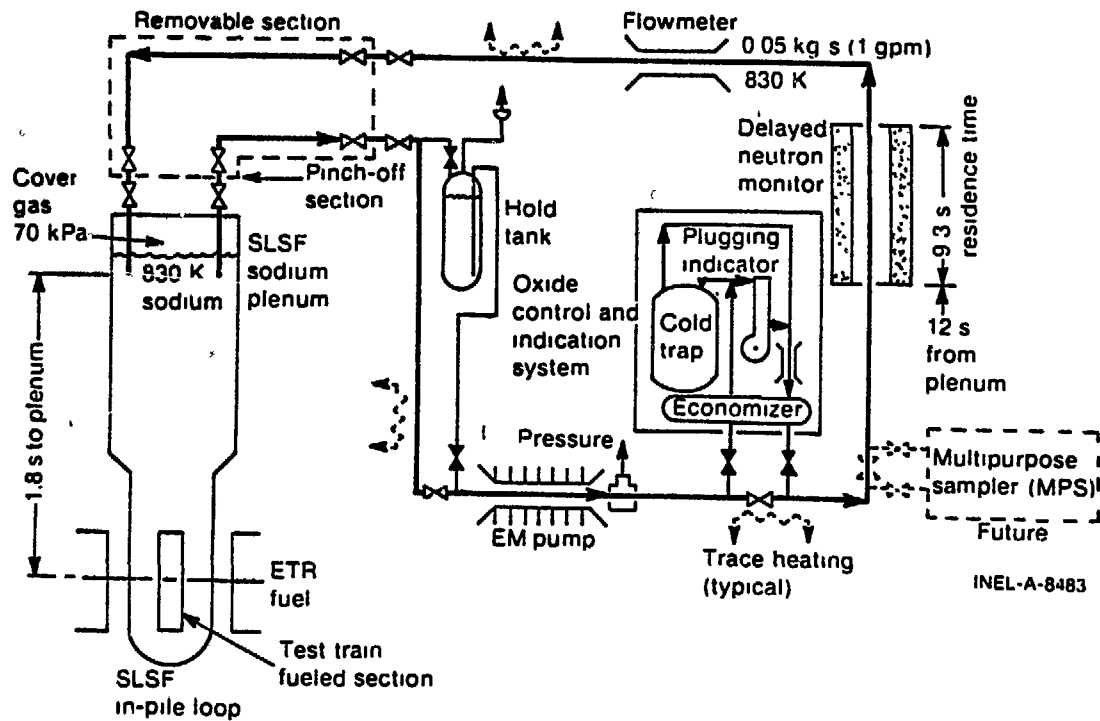 Removable section
Flowmeter
0 05 kg s (1 gpm)
830 K
Delayed
neutron
monitor
9 3 s
residence time
Pinch-off
section
Cover
gas
70 kPa
SLSF
sodium
plenum
830 K
sodium
Hold
tank
Plugging
indicator
Oxide
control and
indication
system
Cold
trap
12 s
from
plenum
Economizer
1.8 s to plenum
Pressure
Multipurpose
sampler (MPS)
Future
EM pump
Trace heating
(typical)
ETR
fuel
INEL-A-8483
Test train
fueled section
SLSF
in-pile loop